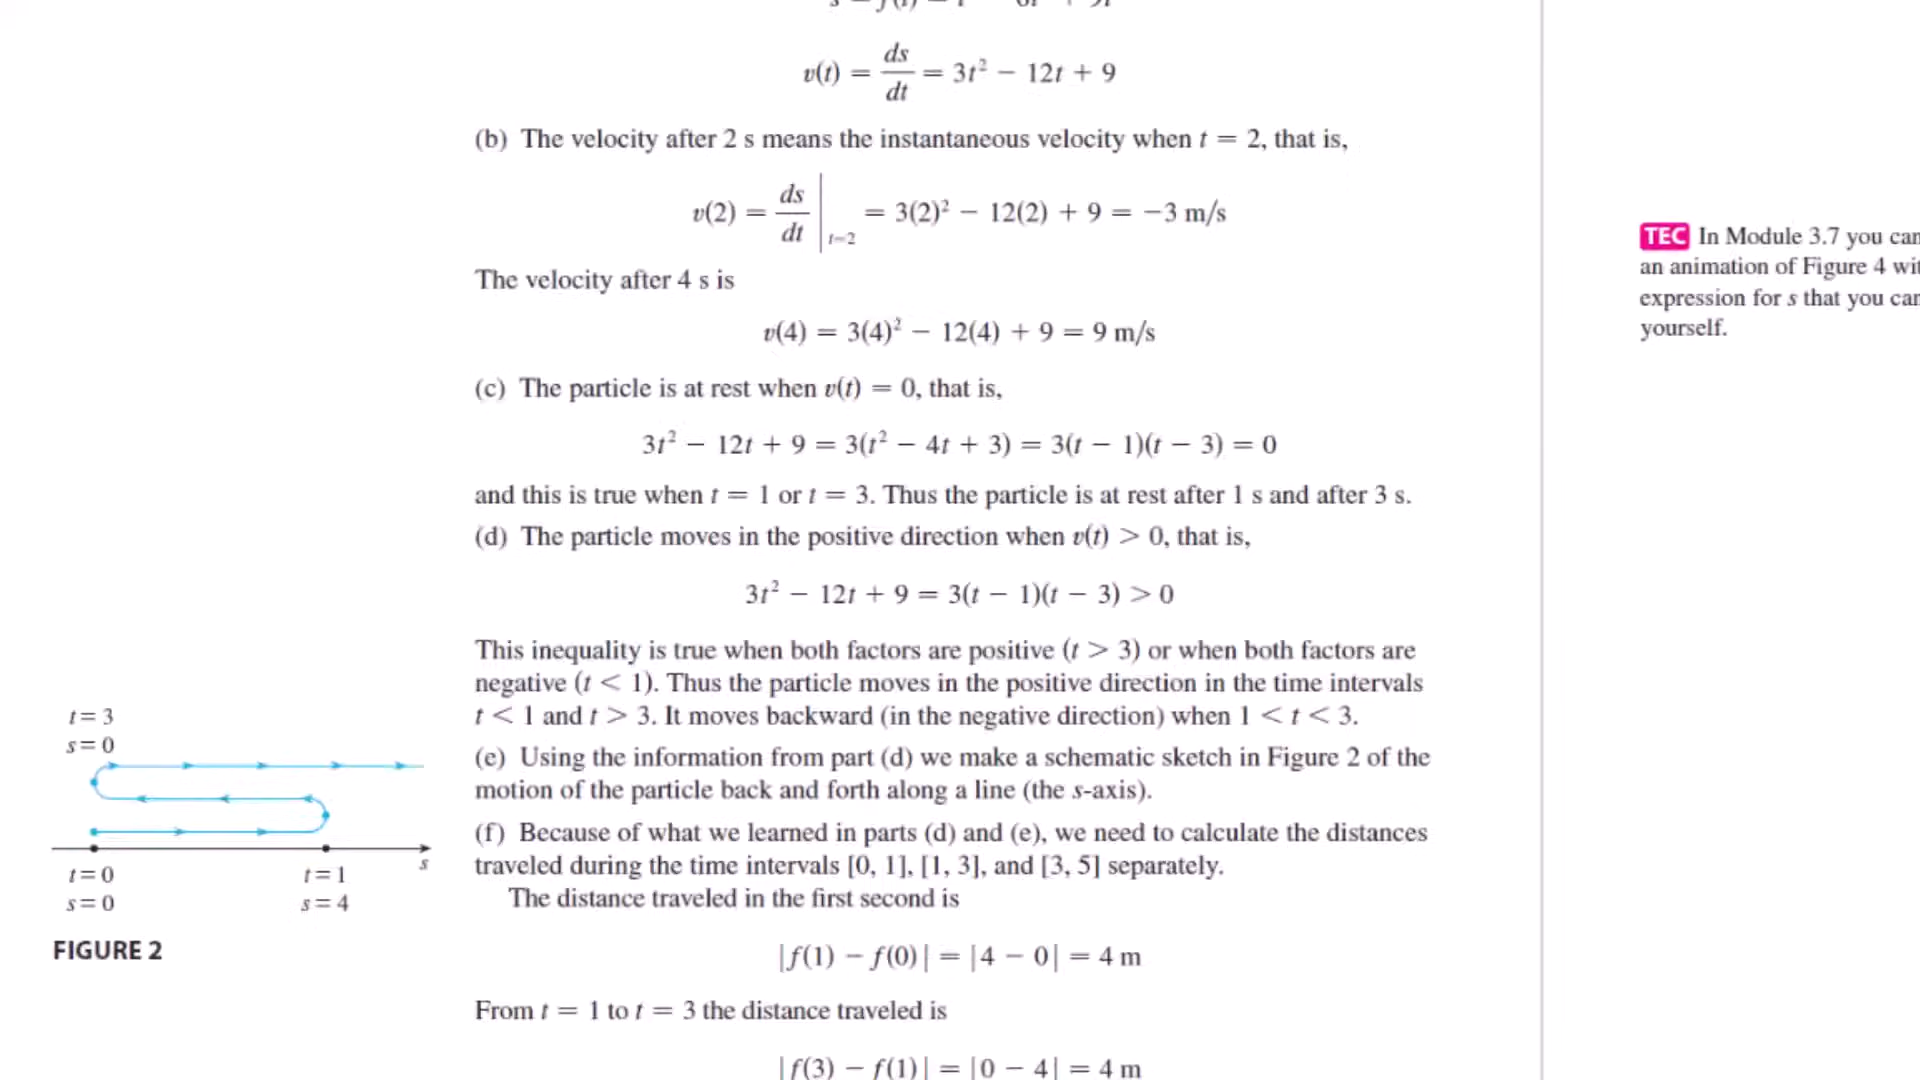 v(t) = ds/dt = 3t² − 12t + 9
(b) The velocity after 2 s means the instantaneous velocity when t = 2, that is,
v(2) = ds/dt |t=2 = 3(2)² − 12(2) + 9 = −3 m/s
The velocity after 4 s is
v(4) = 3(4)² − 12(4) + 9 = 9 m/s
(c) The particle is at rest when v(t) = 0, that is,
3t² − 12t + 9 = 3(t² − 4t + 3) = 3(t − 1)(t − 3) = 0
and this is true when t = 1 or t = 3. Thus the particle is at rest after 1 s and after 3 s.
(d) The particle moves in the positive direction when v(t) > 0, that is,
3t² − 12t + 9 = 3(t − 1)(t − 3) > 0
This inequality is true when both factors are positive (t > 3) or when both factors are
negative (t < 1). Thus the particle moves in the positive direction in the time intervals
t < 1 and t > 3. It moves backward (in the negative direction) when 1 < t < 3.
(e) Using the information from part (d) we make a schematic sketch in Figure 2 of the
motion of the particle back and forth along a line (the s-axis).
(f) Because of what we learned in parts (d) and (e), we need to calculate the distances
traveled during the time intervals [0, 1], [1, 3], and [3, 5] separately.
The distance traveled in the first second is
|f(1) − f(0)| = |4 − 0| = 4 m
From t = 1 to t = 3 the distance traveled is
|f(3) − f(1)| = |0 − 4| = 4 m
t = 3
s = 0
s
t = 0
s = 0
t = 1
s = 4
FIGURE 2
TEC In Module 3.7 you can
an animation of Figure 4 wit
expression for s that you can
yourself.